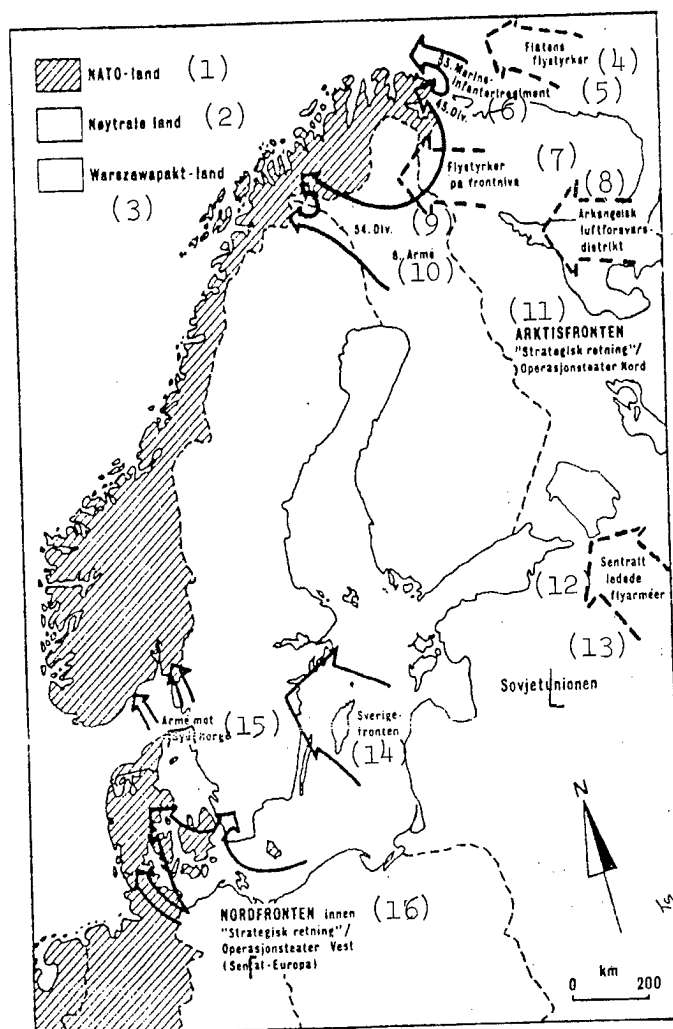 NATO-land (1)
Nøytrale land (2)
Warszawapakt-land
(3)
Flåtens
flystyrker (4)
(5)
63. Marine-
infanteriregiment
(6)
45. Div.
Flystyrker
på frontnivå
(7)
(8)
Arkangelsk
luftforsvars-
distrikt
(9)
54. Div.
6. Armé
(10)
(11)
ARKTISFRONTEN
"Strategisk retning"/
Operasjonsteater Nord
(12)
Sentralt
ledede
flyarméer
(13)
Sovjetunionen
Armé mot
Syd-Norge (15)
Sverige-
fronten
(14)
N
NORDFRONTEN innen (16)
"Strategisk retning"/
Operasjonsteater Vest
(Sentral-Europa)
km
0 200